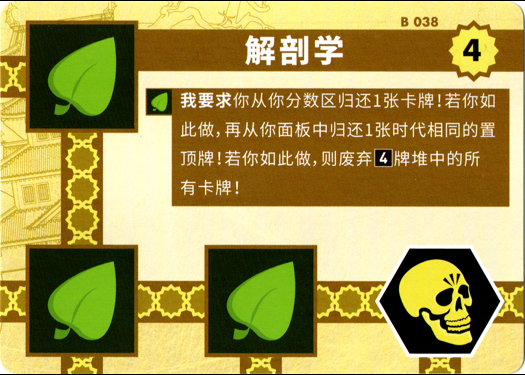 B 038
解剖学
4
我要求你从你分数区归还1张卡牌！若你如
此做，再从你面板中归还1张时代相同的置
顶牌！若你如此做，则废弃4牌堆中的所
有卡牌！